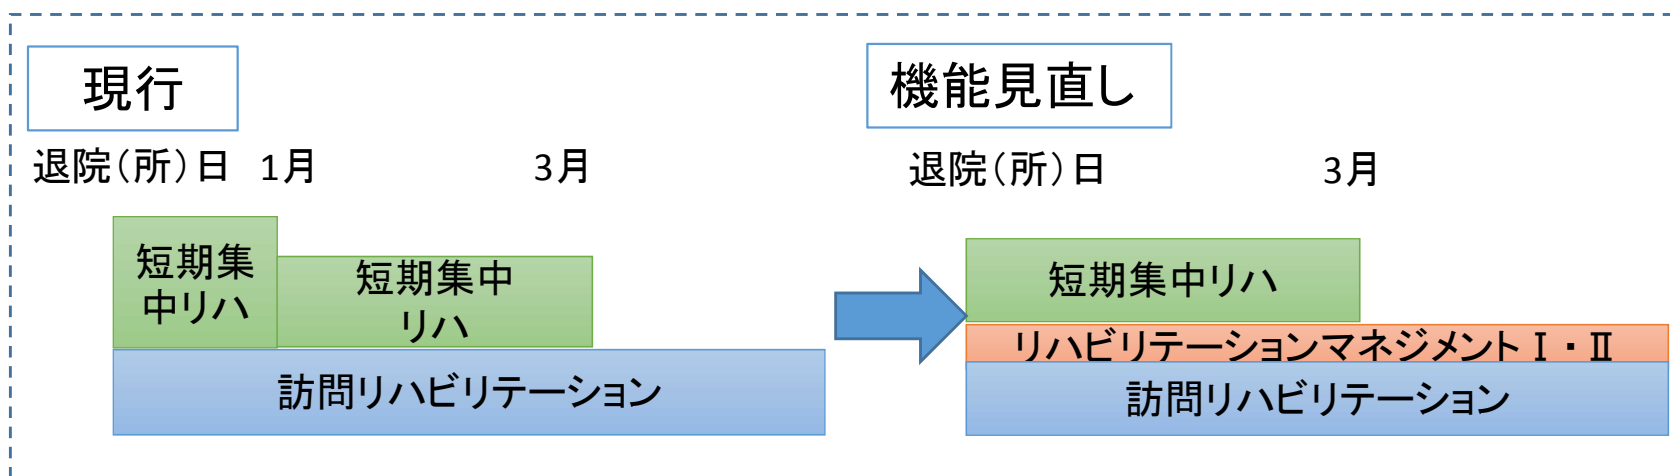 現行
退院（所）日 1月 3月
短期集
中リハ
短期集中
リハ
訪問リハビリテーション
機能見直し
退院（所）日 3月
短期集中リハ
リハビリテーションマネジメントⅠ・Ⅱ
訪問リハビリテーション